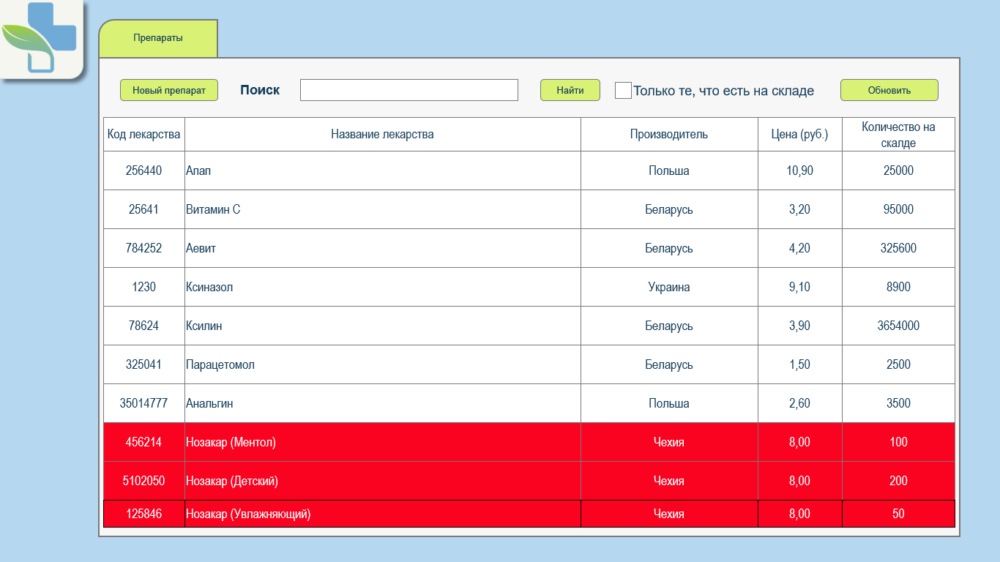 Препараты
Новый препарат Поиск Найти Только те, что есть на складе Обновить
Код лекарства Название лекарства Производитель Цена (руб.) Количество на скалде
256440 Апап Польша 10,90 25000
25641 Витамин С Беларусь 3,20 95000
784252 Аевит Беларусь 4,20 325600
1230 Ксиназол Украина 9,10 8900
78624 Ксилин Беларусь 3,90 3654000
325041 Парацетомол Беларусь 1,50 2500
35014777 Анальгин Польша 2,60 3500
456214 Нозакар (Ментол) Чехия 8,00 100
5102050 Нозакар (Детский) Чехия 8,00 200
125846 Нозакар (Увлажняющий) Чехия 8,00 50